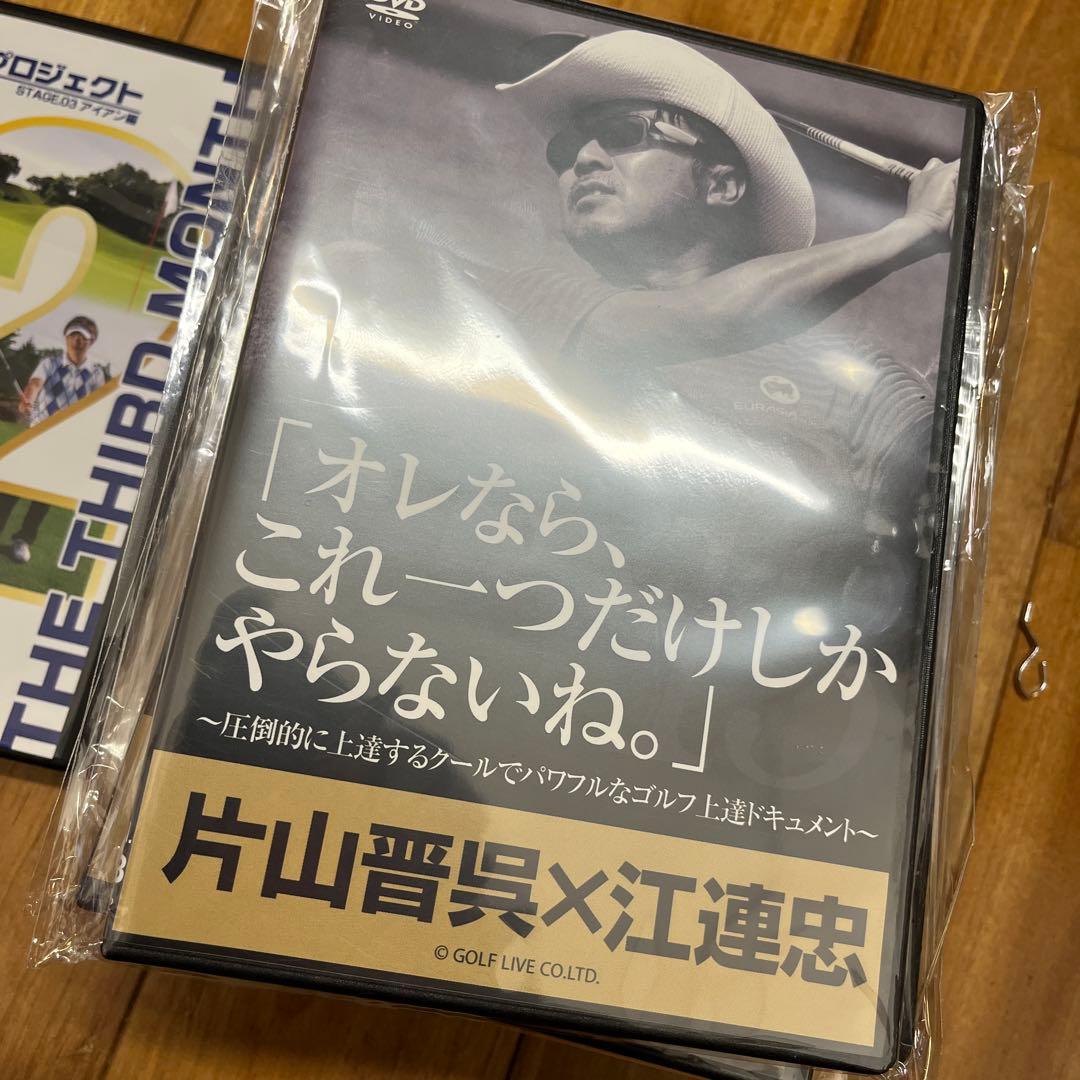 プロジェクト
STAGE.03 アイアン編
THE THIRD MONTH
DVD
VIDEO
EURASIA
「オレなら、
これ一つだけしか
やらないね。」
～圧倒的に上達するクールでパワフルなゴルフ上達ドキュメント～
片山晋呉×江連忠
© GOLF LIVE CO.LTD.